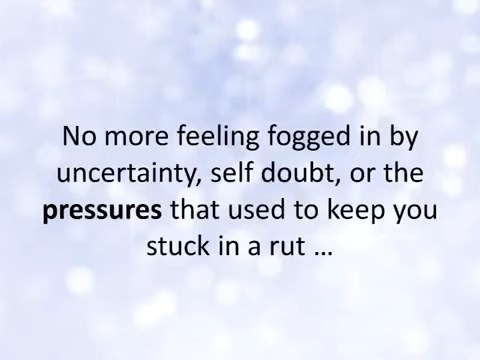 No more feeling fogged in by
uncertainty, self doubt, or the
pressures that used to keep you
stuck in a rut …